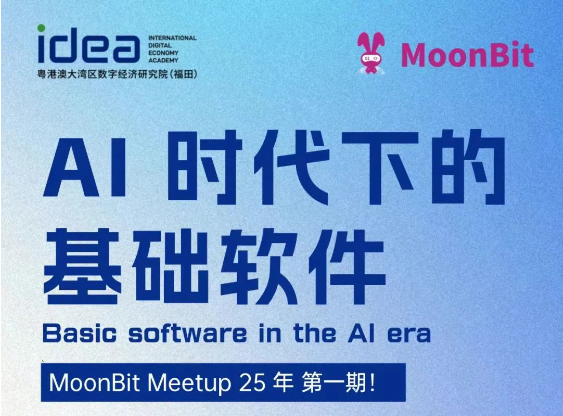 idea
INTERNATIONAL
DIGITAL
ECONOMY
ACADEMY
粤港澳大湾区数字经济研究院(福田)
MoonBit
AI 时代下的
基础软件
Basic software in the AI era
MoonBit Meetup 25 年 第一期!